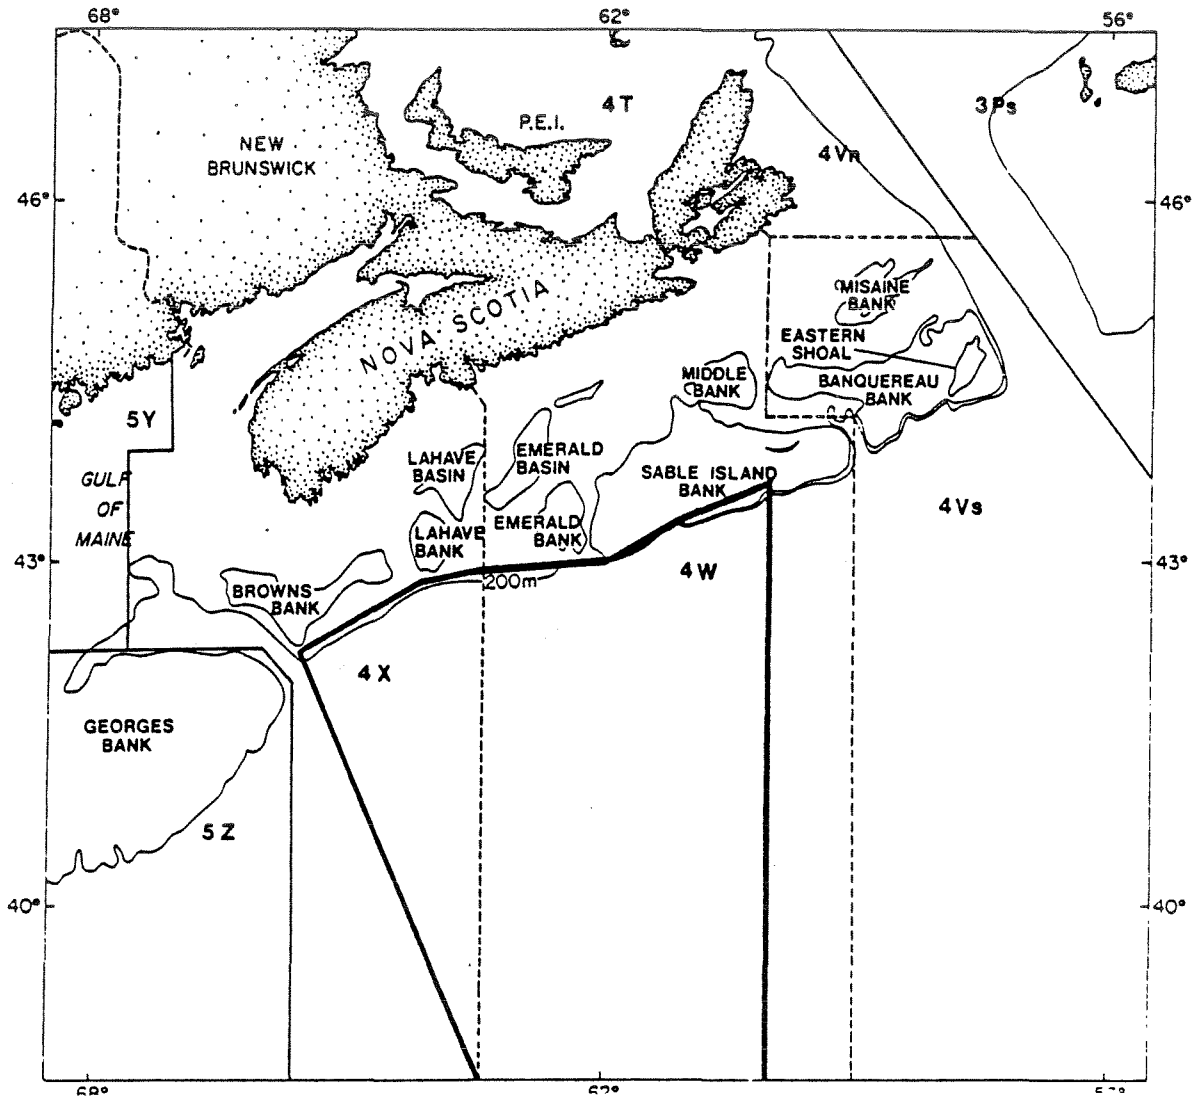 68°
62°
56°
4T
3Ps
P.E.I.
NEW
BRUNSWICK
4Vn
46°
46°
MISAINE
BANK
NOVA SCOTIA
EASTERN
SHOAL
MIDDLE
BANK
BANQUEREAU
BANK
5Y
LAHAVE
BASIN
EMERALD
BASIN
SABLE ISLAND
BANK
GULF
OF
MAINE
4Vs
EMERALD
BANK
LAHAVE
BANK
43°
43°
4W
200m
BROWNS
BANK
4X
GEORGES
BANK
5Z
40°
40°
68°
62°